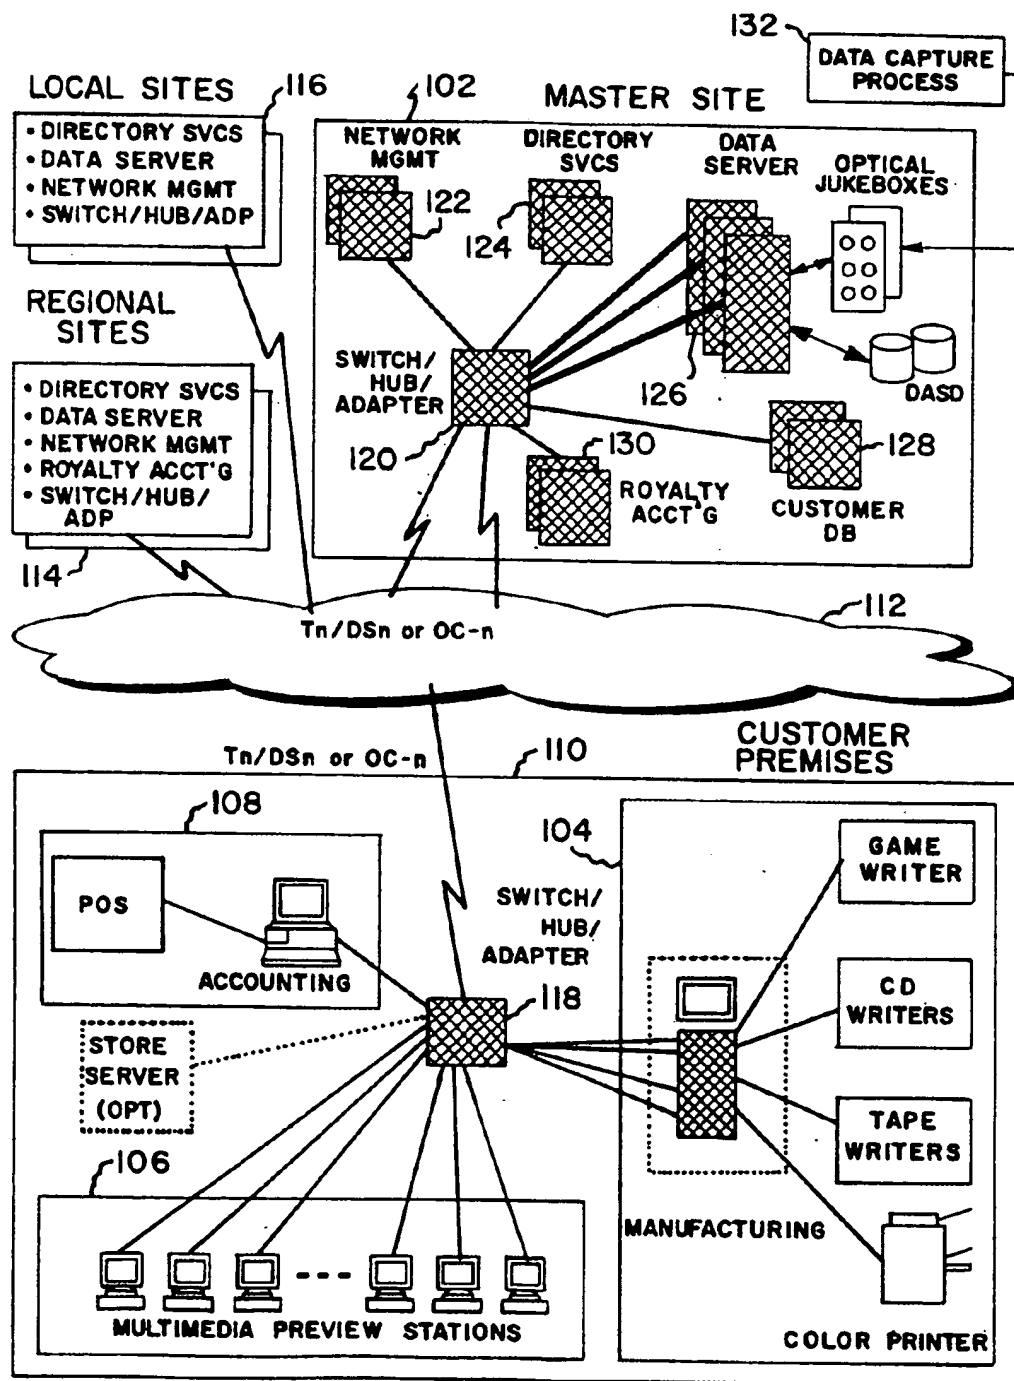 132
DATA CAPTURE
PROCESS
LOCAL SITES
116
• DIRECTORY SVCS
• DATA SERVER
• NETWORK MGMT
• SWITCH/HUB/ADP
102
MASTER SITE
NETWORK
MGMT
122
DIRECTORY
SVCS
124
DATA
SERVER
126
OPTICAL
JUKEBOXES
DASD
REGIONAL
SITES
• DIRECTORY SVCS
• DATA SERVER
• NETWORK MGMT
• ROYALTY ACCT'G
• SWITCH/HUB/
ADP
114
SWITCH/
HUB/
ADAPTER
120
130
ROYALTY
ACCT'G
128
CUSTOMER
DB
112
Tn/DSn or OC-n
CUSTOMER
PREMISES
Tn/DSn or OC-n
110
108
POS
ACCOUNTING
SWITCH/
HUB/
ADAPTER
118
STORE
SERVER
(OPT)
106
MULTIMEDIA PREVIEW STATIONS
104
GAME
WRITER
CD
WRITERS
TAPE
WRITERS
MANUFACTURING
COLOR PRINTER